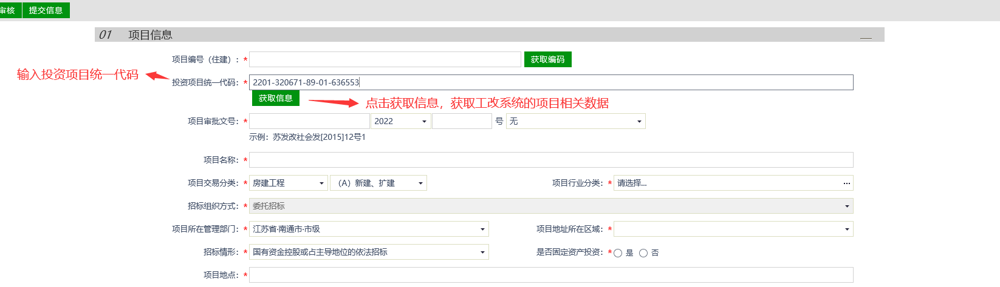 审核 提交信息
01 项目信息
项目编号（住建）：* 获取编码
输入投资项目统一代码
投资项目统一代码：* 2201-320671-89-01-636553
获取信息 点击获取信息，获取工改系统的项目相关数据
项目审批文号：* 2022 号 无
示例：苏发改社会发[2015]12号1
项目名称：*
项目交易分类：* 房建工程 （A）新建、扩建 项目行业分类：* 请选择...
招标组织方式：* 委托招标
项目所在管理部门：* 江苏省·南通市·市级 项目地址所在区域：*
招标情形：* 国有资金控股或占主导地位的依法招标 是否固定资产投资：* 是 否
项目地点：*